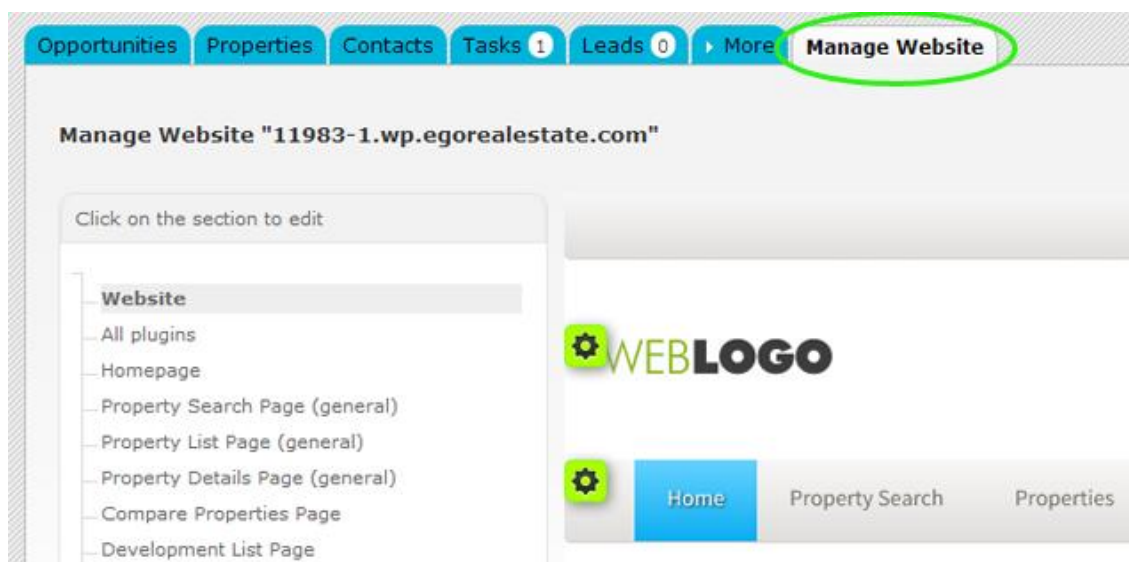 Opportunities Properties Contacts Tasks 1 Leads 0 More Manage Website
Manage Website "11983-1.wp.egorealestate.com"
Click on the section to edit
Website
All plugins
Homepage
Property Search Page (general)
Property List Page (general)
Property Details Page (general)
Compare Properties Page
Development List Page
WEBLOGO
Home Property Search Properties